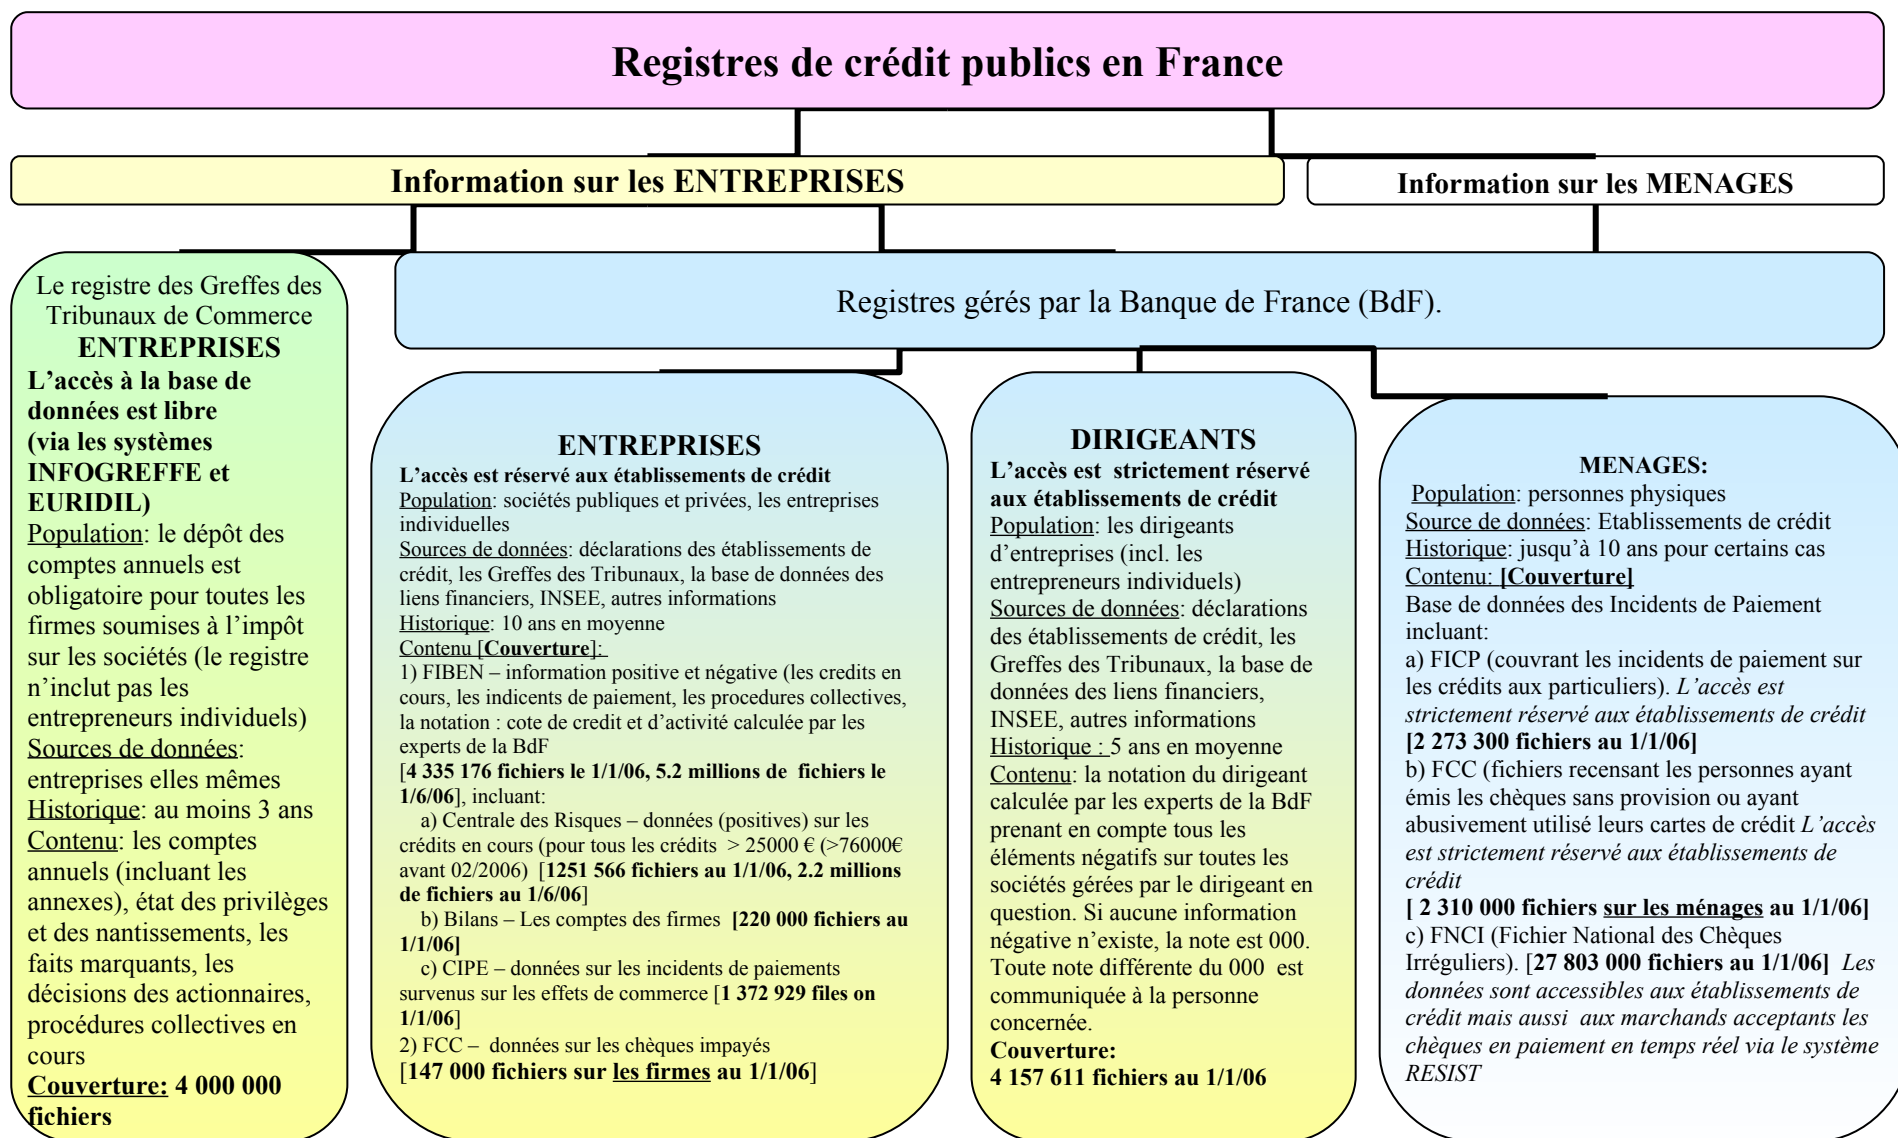 Registres de crédit publics en France
Information sur les ENTREPRISES
Information sur les MENAGES
Le registre des Greffes des
Tribunaux de Commerce
ENTREPRISES
L’accès à la base de
données est libre
(via les systèmes
INFOGREFFE et
EURIDIL)
Population: le dépôt des
comptes annuels est
obligatoire pour toutes les
firmes soumises à l’impôt
sur les sociétés (le registre
n’inclut pas les
entrepreneurs individuels)
Sources de données:
entreprises elles mêmes
Historique: au moins 3 ans
Contenu: les comptes
annuels (incluant les
annexes), état des privilèges
et des nantissements, les
faits marquants, les
décisions des actionnaires,
procédures collectives en
cours
Couverture: 4 000 000
fichiers
Registres gérés par la Banque de France (BdF).
ENTREPRISES
L’accès est réservé aux établissements de crédit
Population: sociétés publiques et privées, les entreprises
individuelles
Sources de données: déclarations des établissements de
crédit, les Greffes des Tribunaux, la base de données des
liens financiers, INSEE, autres informations
Historique: 10 ans en moyenne
Contenu [Couverture]:
1) FIBEN – information positive et négative (les credits en
cours, les indicents de paiement, les procedures collectives,
la notation : cote de credit et d’activité calculée par les
experts de la BdF
[4 335 176 fichiers le 1/1/06, 5.2 millions de fichiers le
1/6/06], incluant:
a) Centrale des Risques – données (positives) sur les
crédits en cours (pour tous les crédits > 25000 € (>76000€
avant 02/2006) [1251 566 fichiers au 1/1/06, 2.2 millions
de fichiers au 1/6/06]
b) Bilans – Les comptes des firmes [220 000 fichiers au
1/1/06]
c) CIPE – données sur les incidents de paiements
survenus sur les effets de commerce [1 372 929 files on
1/1/06]
2) FCC – données sur les chèques impayés
[147 000 fichiers sur les firmes au 1/1/06]
DIRIGEANTS
L’accès est strictement réservé
aux établissements de crédit
Population: les dirigeants
d’entreprises (incl. les
entrepreneurs individuels)
Sources de données: déclarations
des établissements de crédit, les
Greffes des Tribunaux, la base de
données des liens financiers,
INSEE, autres informations
Historique : 5 ans en moyenne
Contenu: la notation du dirigeant
calculée par les experts de la BdF
prenant en compte tous les
éléments négatifs sur toutes les
sociétés gérées par le dirigeant en
question. Si aucune information
négative n’existe, la note est 000.
Toute note différente du 000 est
communiquée à la personne
concernée.
Couverture:
4 157 611 fichiers au 1/1/06
MENAGES:
Population: personnes physiques
Source de données: Etablissements de crédit
Historique: jusqu’à 10 ans pour certains cas
Contenu: [Couverture]
Base de données des Incidents de Paiement
incluant:
a) FICP (couvrant les incidents de paiement sur
les crédits aux particuliers). L’accès est
strictement réservé aux établissements de crédit
[2 273 300 fichiers au 1/1/06]
b) FCC (fichiers recensant les personnes ayant
émis les chèques sans provision ou ayant
abusivement utilisé leurs cartes de crédit L’accès
est strictement réservé aux établissements de
crédit
[ 2 310 000 fichiers sur les ménages au 1/1/06]
c) FNCI (Fichier National des Chèques
Irréguliers). [27 803 000 fichiers au 1/1/06] Les
données sont accessibles aux établissements de
crédit mais aussi aux marchands acceptants les
chèques en paiement en temps réel via le système
RESIST